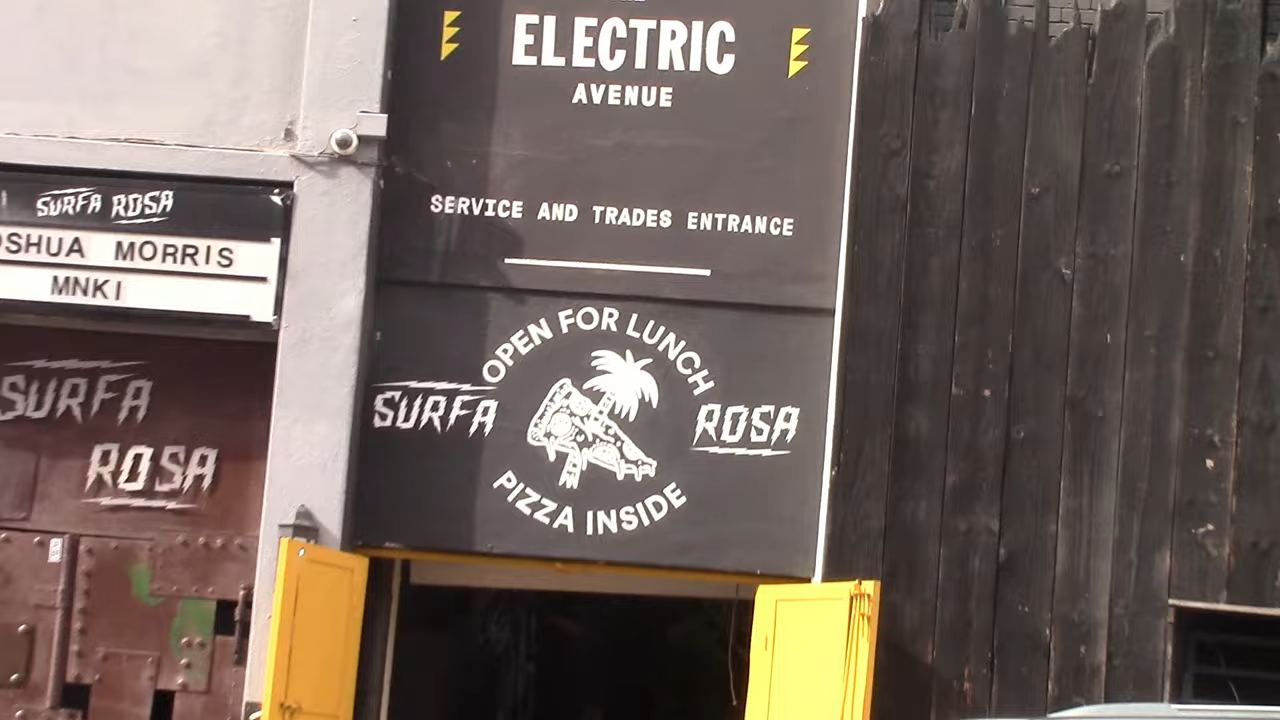 ELECTRIC
AVENUE
SERVICE AND TRADES ENTRANCE
SURFA ROSA
MORRIS
MNKI
SURFA
ROSA
OPEN FOR LUNCH
SURFA
ROSA
PIZZA INSIDE